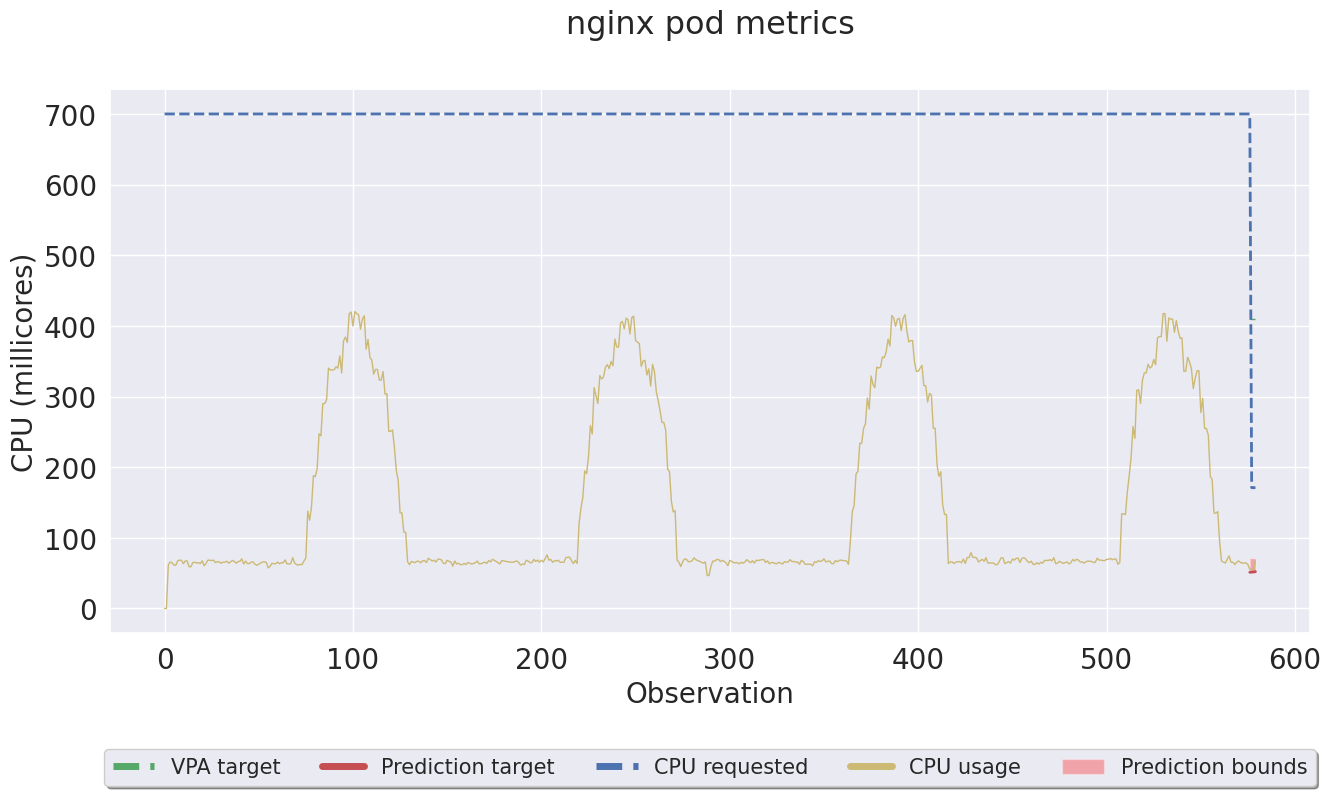 nginx pod metrics
700
600
500
400
300
200
100
0
CPU (millicores)
0 100 200 300 400 500 600
Observation
VPA target Prediction target CPU requested CPU usage Prediction bounds